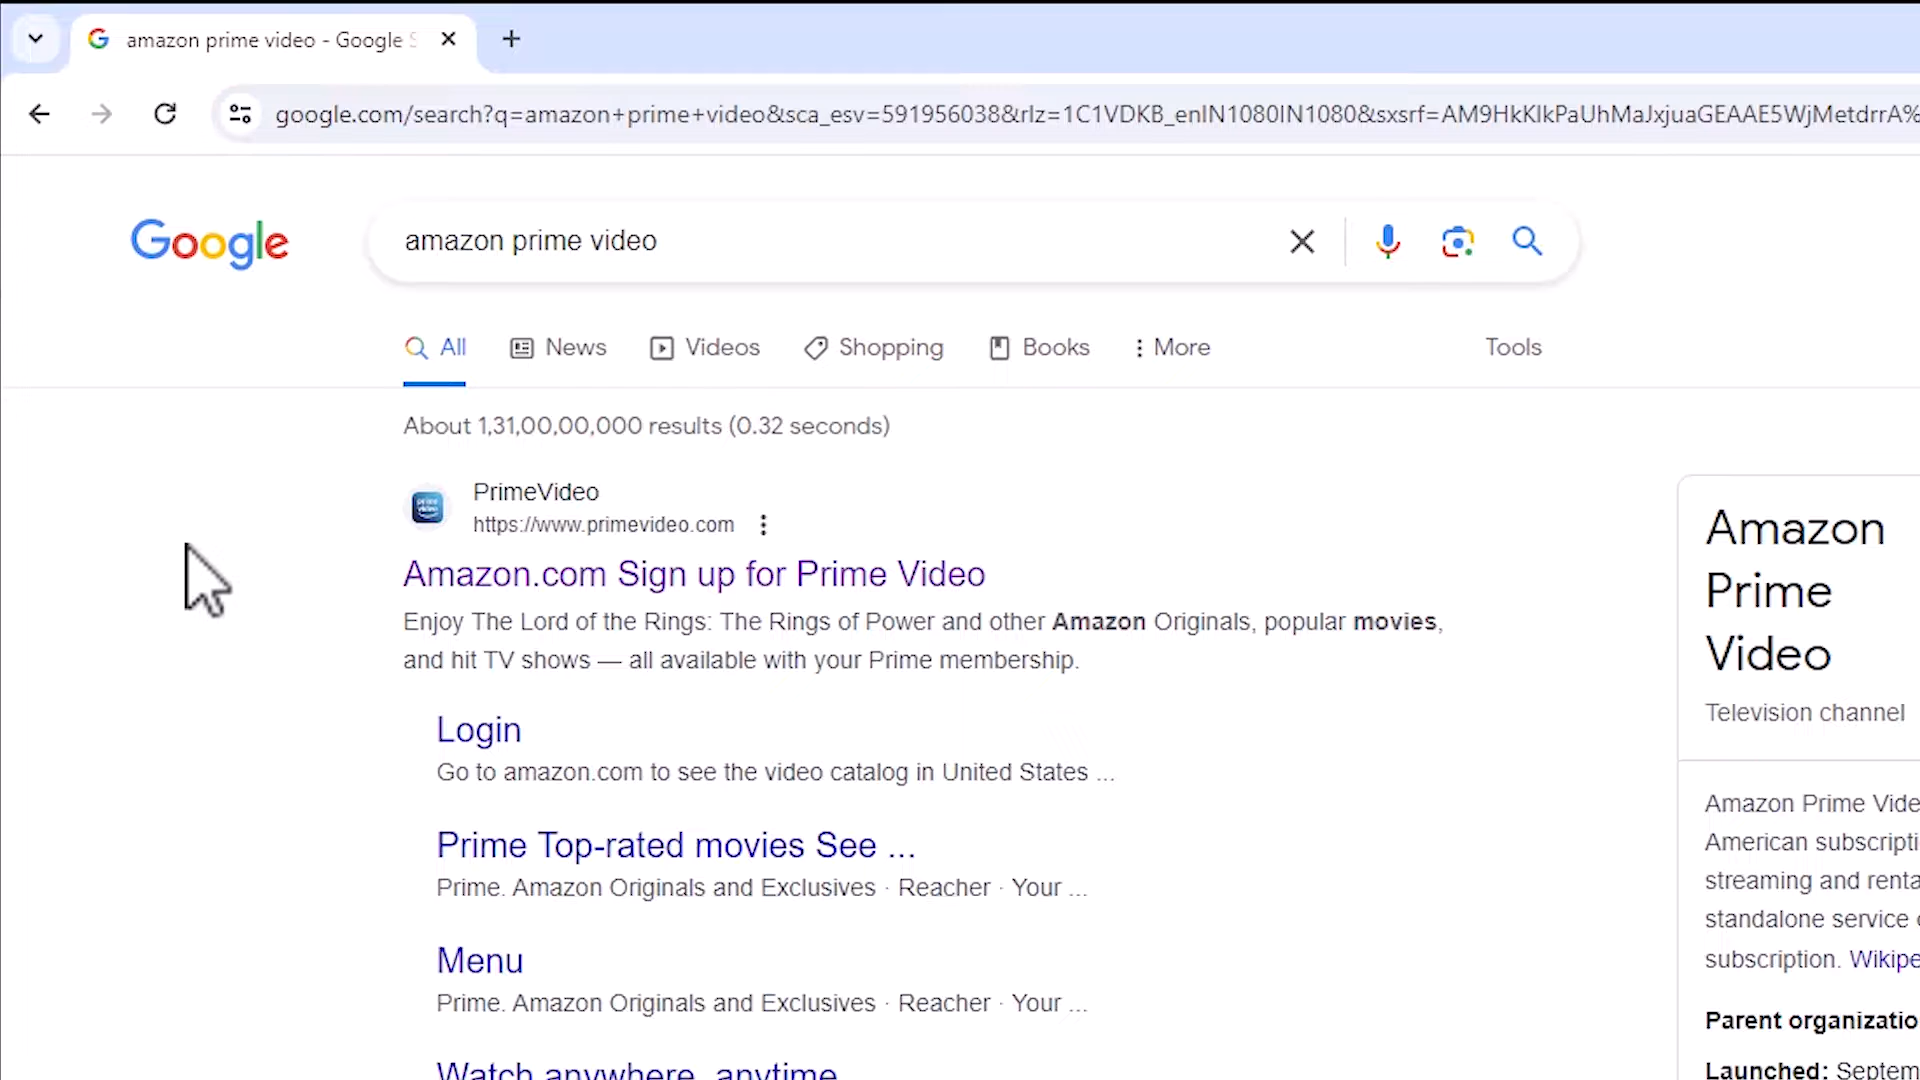 amazon prime video - Google
google.com/search?q=amazon+prime+video&sca_esv=591956038&rlz=1C1VDKB_enIN1080IN1080&sxsrf=AM9HkKlkPaUhMaJxjuaGEAAE5WjMetdrrA%
Google
amazon prime video
All News Videos Shopping Books More Tools
About 1,31,00,00,000 results (0.32 seconds)
PrimeVideo
https://www.primevideo.com
Amazon.com Sign up for Prime Video
Enjoy The Lord of the Rings: The Rings of Power and other Amazon Originals, popular movies,
and hit TV shows — all available with your Prime membership.
Login
Go to amazon.com to see the video catalog in United States ...
Prime Top-rated movies See ...
Prime. Amazon Originals and Exclusives · Reacher · Your ...
Menu
Prime. Amazon Originals and Exclusives · Reacher · Your ...
Watch anywhere, anytime
Amazon
Prime
Video
Television channel
Amazon Prime Vide
American subscripti
streaming and renta
standalone service
subscription. Wikipe
Parent organizatio
Launched: Septem